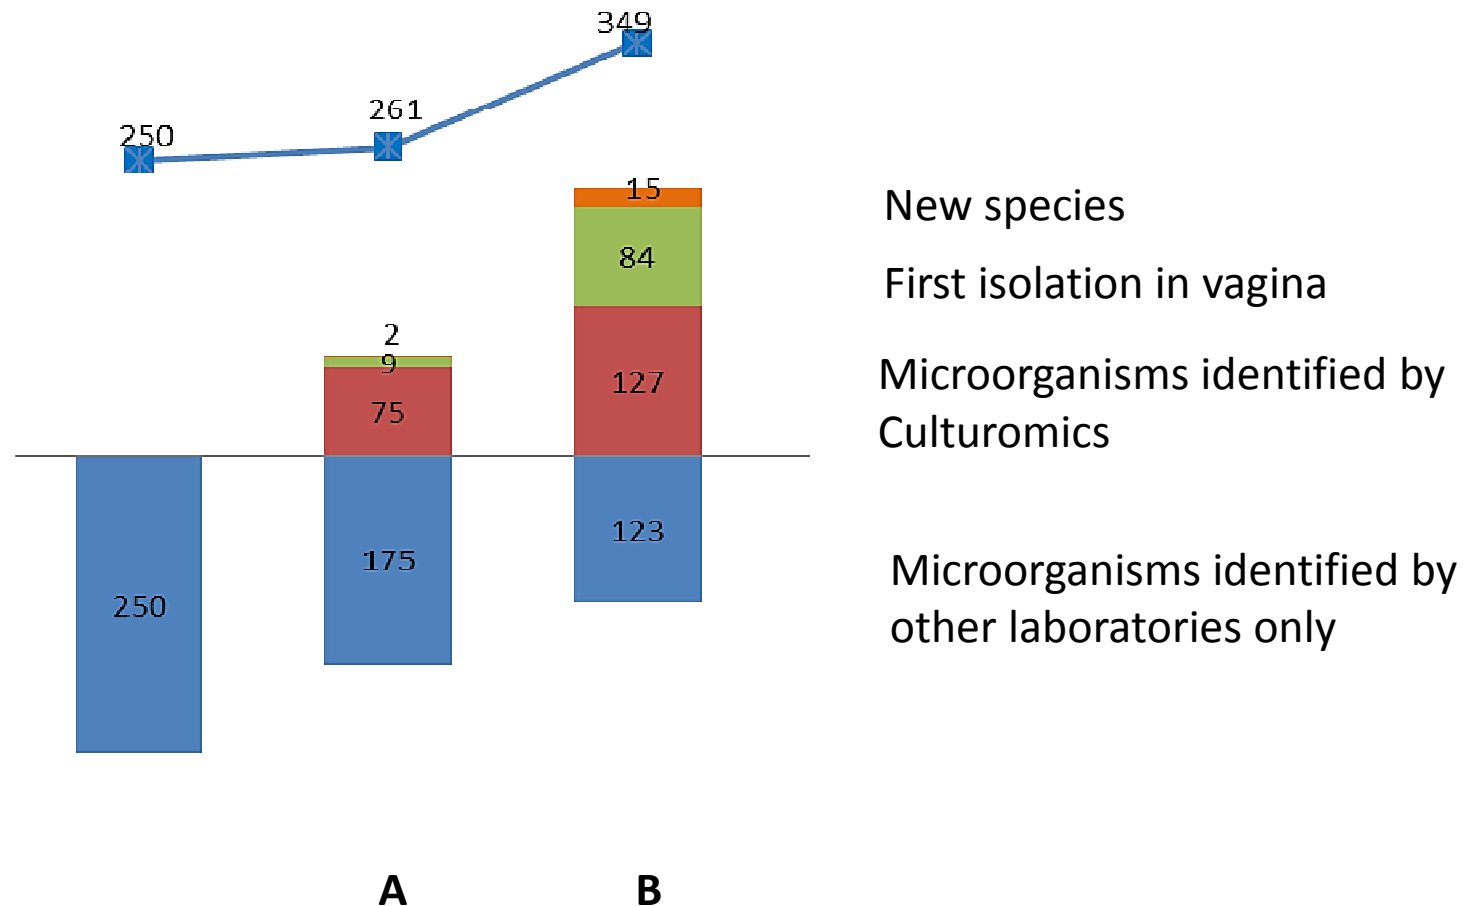 349
261
250
15
New species
84
First isolation in vagina
2
9
Microorganisms identified by
Culturomics
127
75
123
175
Microorganisms identified by
other laboratories only
250
A
B